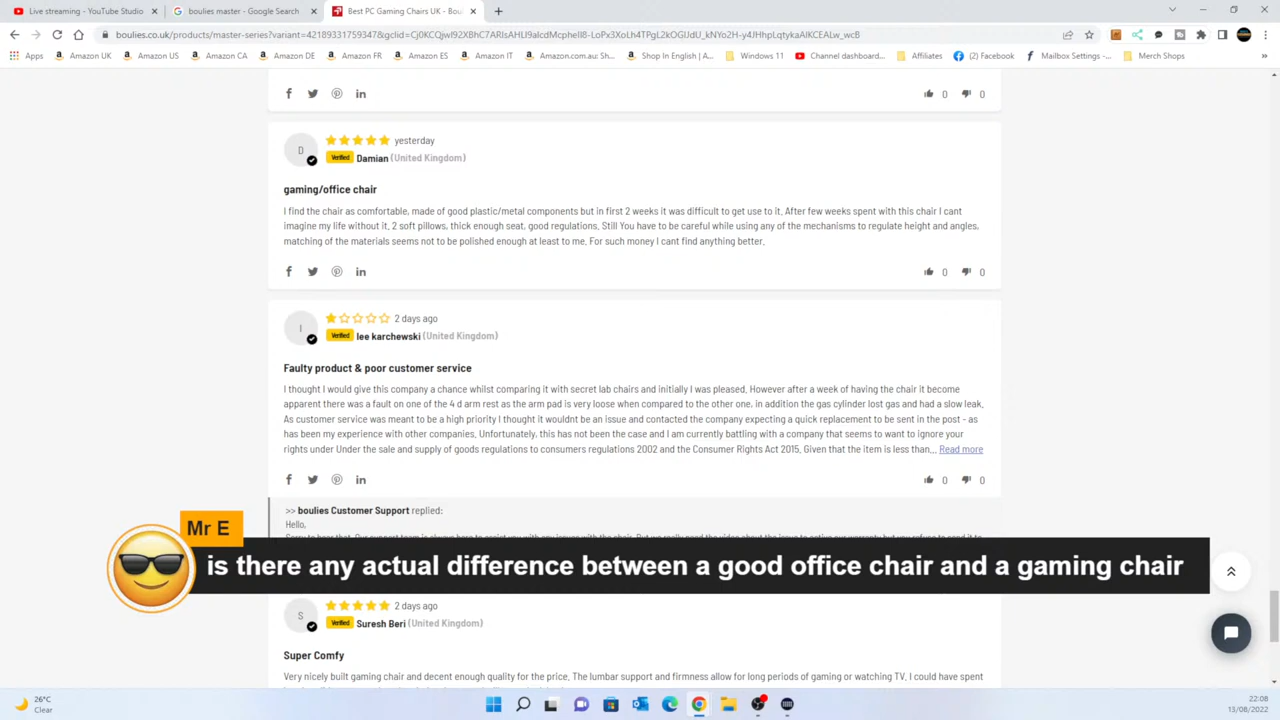 Live streaming - YouTube Studio
boulies master - Google Search
Best PC Gaming Chairs UK - Bou
boulies.co.uk/products/master-series?variant=42189331759347&gclid=
Apps
Amazon UK
Amazon US
Amazon CA
Amazon DE
Amazon FR
Amazon ES
Amazon IT
Amazon.com.au: Sh...
Shop In English | A...
Windows 11
Channel dashboard...
Affiliates
(2) Facebook
Mailbox Settings -...
Merch Shops
0 0
D
yesterday
Verified Damian (United Kingdom)
gaming/office chair
I find the chair as comfortable, made of good plastic/metal components but in first 2 weeks it was difficult to get use to it. After few weeks spent with this chair I cant
imagine my life without it. 2 soft pillows, thick enough seat, good regulations. Still You have to be careful while using any of the mechanisms to regulate height and angles,
matching of the materials seems not to be polished enough at least to me. For such money I cant find anything better.
0 0
2 days ago
Verified lee karchewski (United Kingdom)
Faulty product & poor customer service
I thought I would give this company a chance whilst comparing it with secret lab chairs and initially I was pleased. However after a week of having the chair it become
apparent there was a fault on one of the 4 d arm rest as the arm pad is very loose when compared to the other one, in addition the gas cylinder lost gas and had a slow leak.
As customer service was meant to be a high priority I thought it wouldnt be an issue and contacted the company expecting a quick replacement to be sent in the post - as
has been my experience with other companies. Unfortunately, this has not been the case and I am currently battling with a company that seems to want to ignore your
rights under Under the sale and supply of goods regulations to consumers regulations 2002 and the Consumer Rights Act 2015. Given that the item is less than... Read more
0 0
>> boulies Customer Support replied:
Hello,
Mr E
is there any actual difference between a good office chair and a gaming chair
S
2 days ago
Verified Suresh Beri (United Kingdom)
Super Comfy
Very nicely built gaming chair and decent enough quality for the price. The lumbar support and firmness allow for long periods of gaming or watching TV. I could have spent
26°C
Clear
22:08
13/08/2022